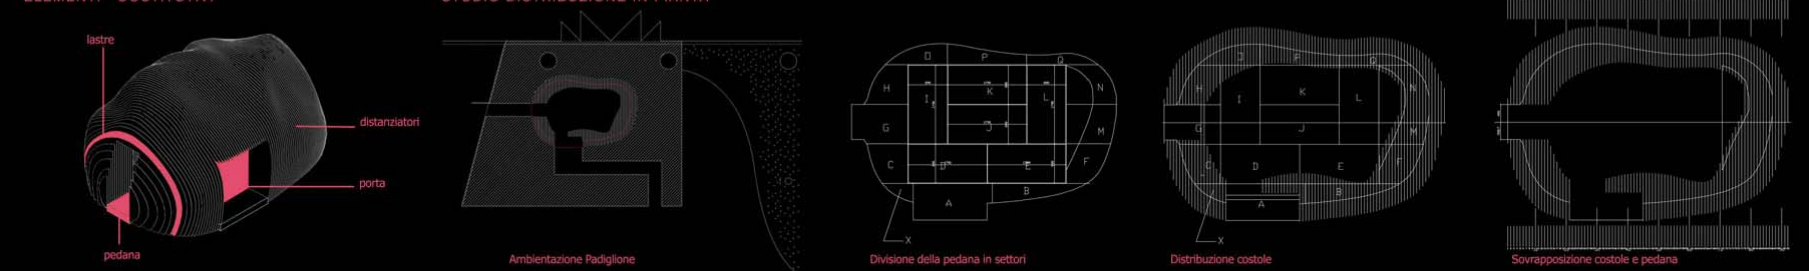 lastre
distanziatori
porta
pedana
Ambientazione Padiglione
O P Q
H I K L N
G J M
C D E F
B
A
X
Divisione della pedana in settori
J P Q
H I K L N
G J M
C D E F
B
A
X
Distribuzione costole
Sovrapposizione costole e pedana